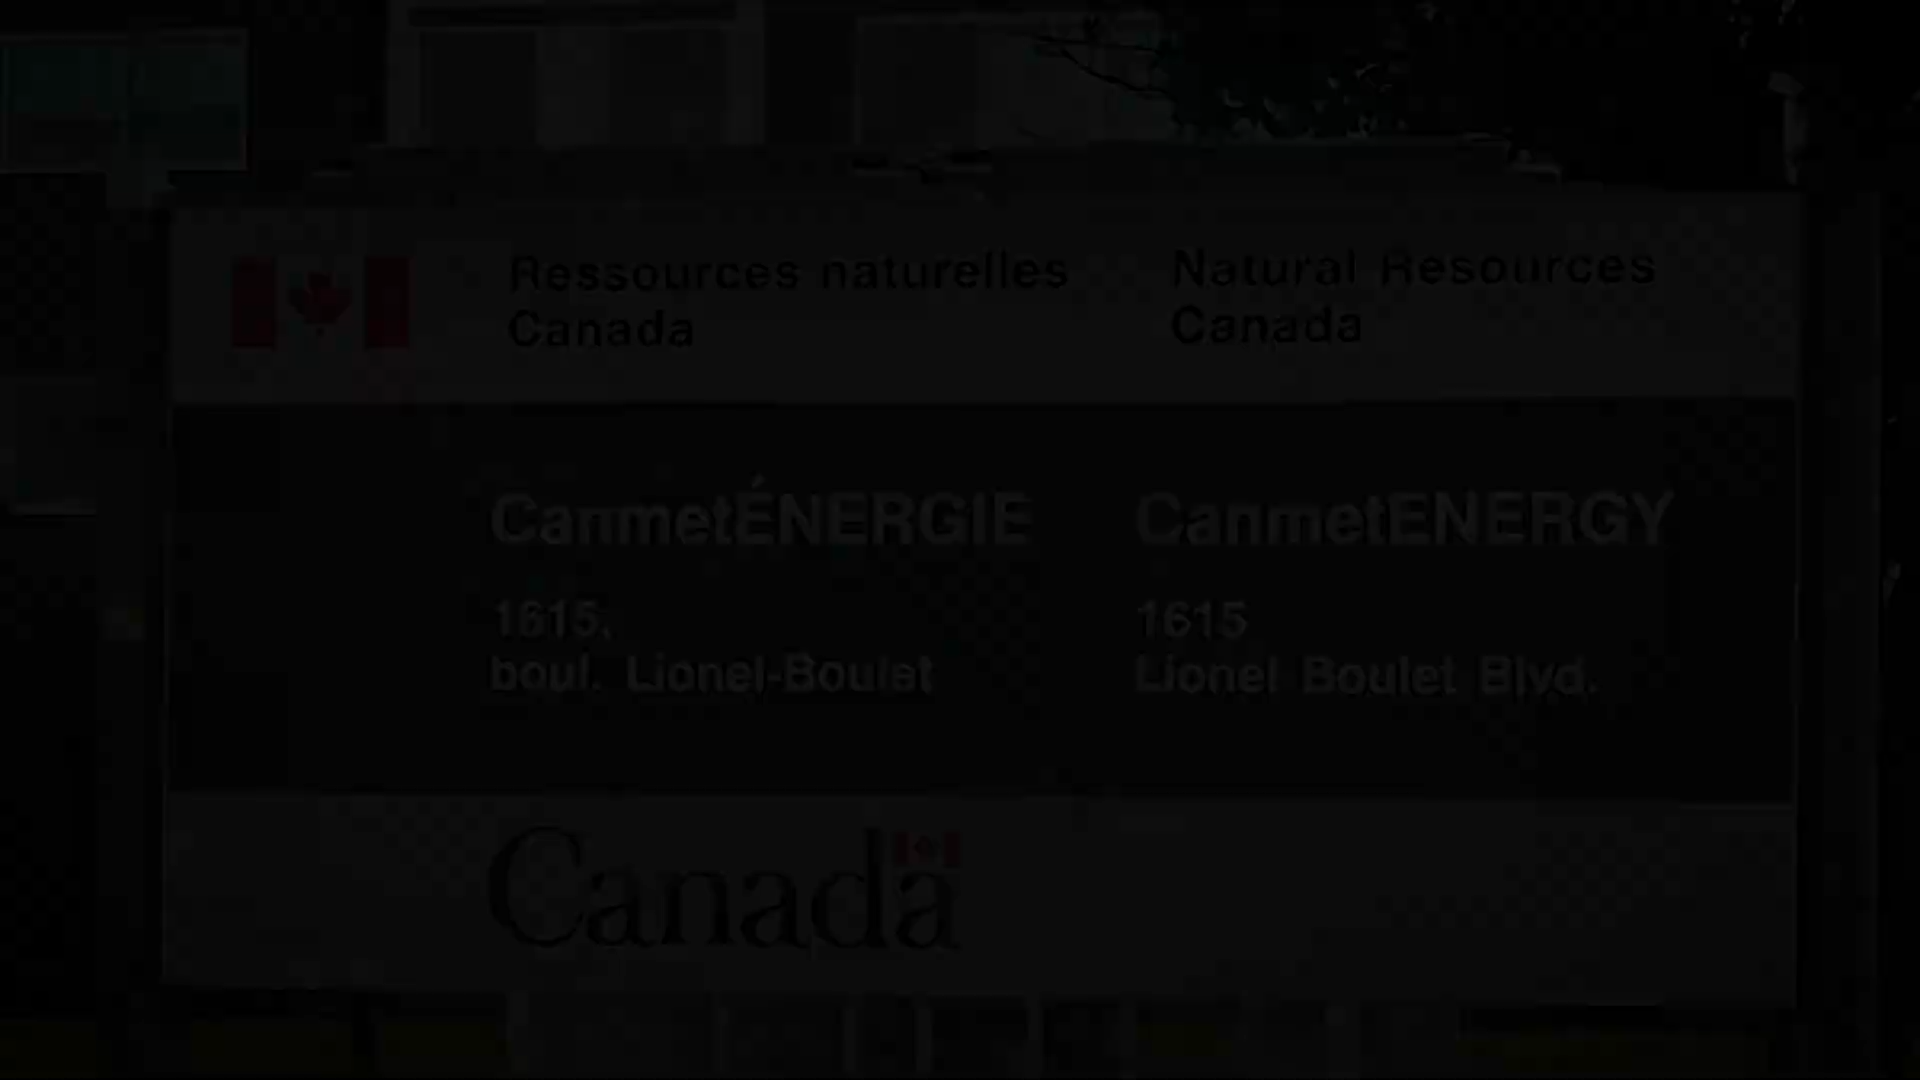 Ressources naturelles
Canada
Natural Resources
Canada
CanmetÉNERGIE
1615,
boul. Lionel-Boulet
CanmetENERGY
1615
Lionel Boulet Blvd.
Canada